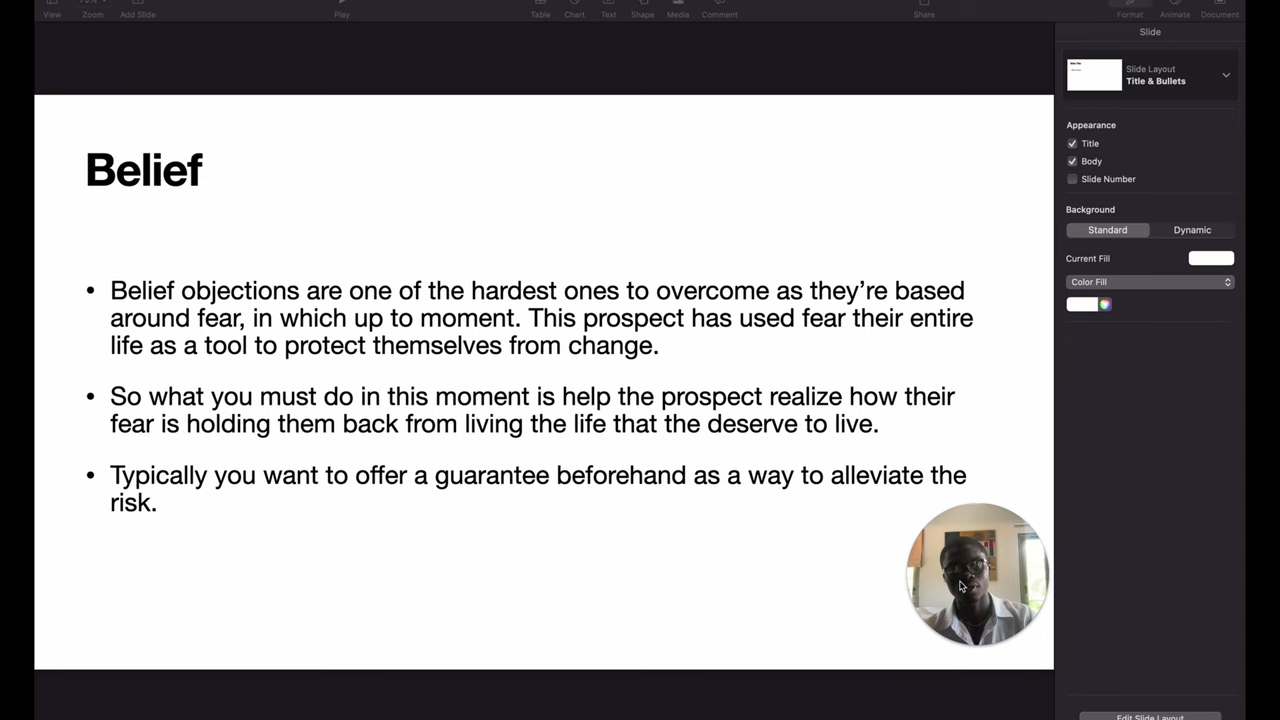 View
Zoom
Add Slide
Play
Table
Chart
Text
Shape
Media
Comment
Share
Format
Animate
Document
Slide
Slide Layout
Title & Bullets
Appearance
Title
Body
Slide Number
Background
Standard
Dynamic
Current Fill
Color Fill
Edit Slide Layout
Belief
• Belief objections are one of the hardest ones to overcome as they’re based
around fear, in which up to moment. This prospect has used fear their entire
life as a tool to protect themselves from change.
• So what you must do in this moment is help the prospect realize how their
fear is holding them back from living the life that the deserve to live.
• Typically you want to offer a guarantee beforehand as a way to alleviate the
risk.